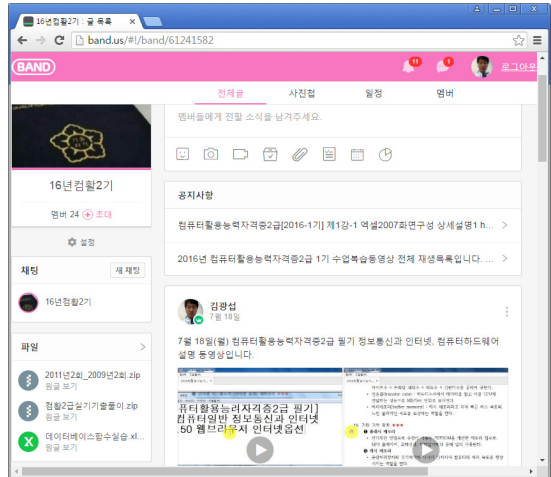 16년컴활2기 : 글 목록
band.us/#!/band/61241582
BAND
11
1
로그아웃
전체글
사진첩
일정
멤버
멤버들에게 전할 소식을 남겨주세요.
16년컴활2기
멤버 24
초대
설정
채팅
새 채팅
16년컴활2기
파일
2011년2회_2009년2회.zip
원글 보기
컴활2급실기기출풀이.zip
원글 보기
데이터베이스함수실습.xl...
원글 보기
공지사항
컴퓨터활용능력자격증2급[2016-1기] 제1강-1 엑셀2007화면구성 상세설명1 h...
2016년 컴퓨터활용능력자격증2급 1기 수업복습동영상 전체 재생목록입니다. ...
김광섭
7월 18일
7월 18일(월) 컴퓨터활용능력자격증2급 필기 정보통신과 인터넷, 컴퓨터하드웨어
설명 동영상입니다.
퓨터활용능력자격증2급 필기]
컴퓨터일반 정보통신과 인터넷
.50 웹브라우저 인터넷옵션